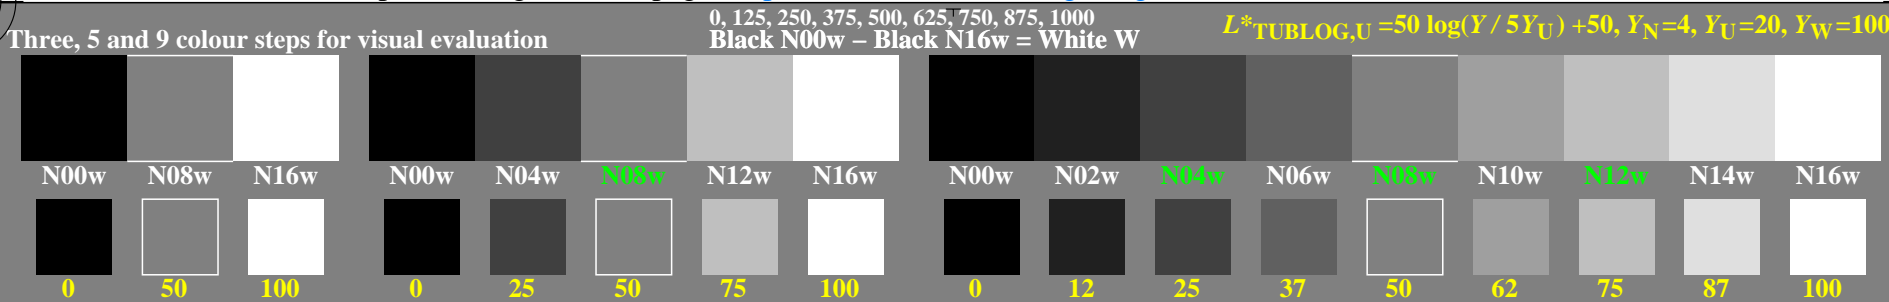 0, 125, 250, 375, 500, 625, 750, 875, 1000
Three, 5 and 9 colour steps for visual evaluation
Black N00w – Black N16w = White W
L*TUBLOG,U =50 log(Y / 5YU) +50, YN=4, YU=20, YW=100
N00w N08w N16w N00w N04w N08w N12w N16w N00w N02w N04w N06w N08w N10w N12w N14w N16w
0 50 100 0 25 50 75 100 0 12 25 37 50 62 75 87 100